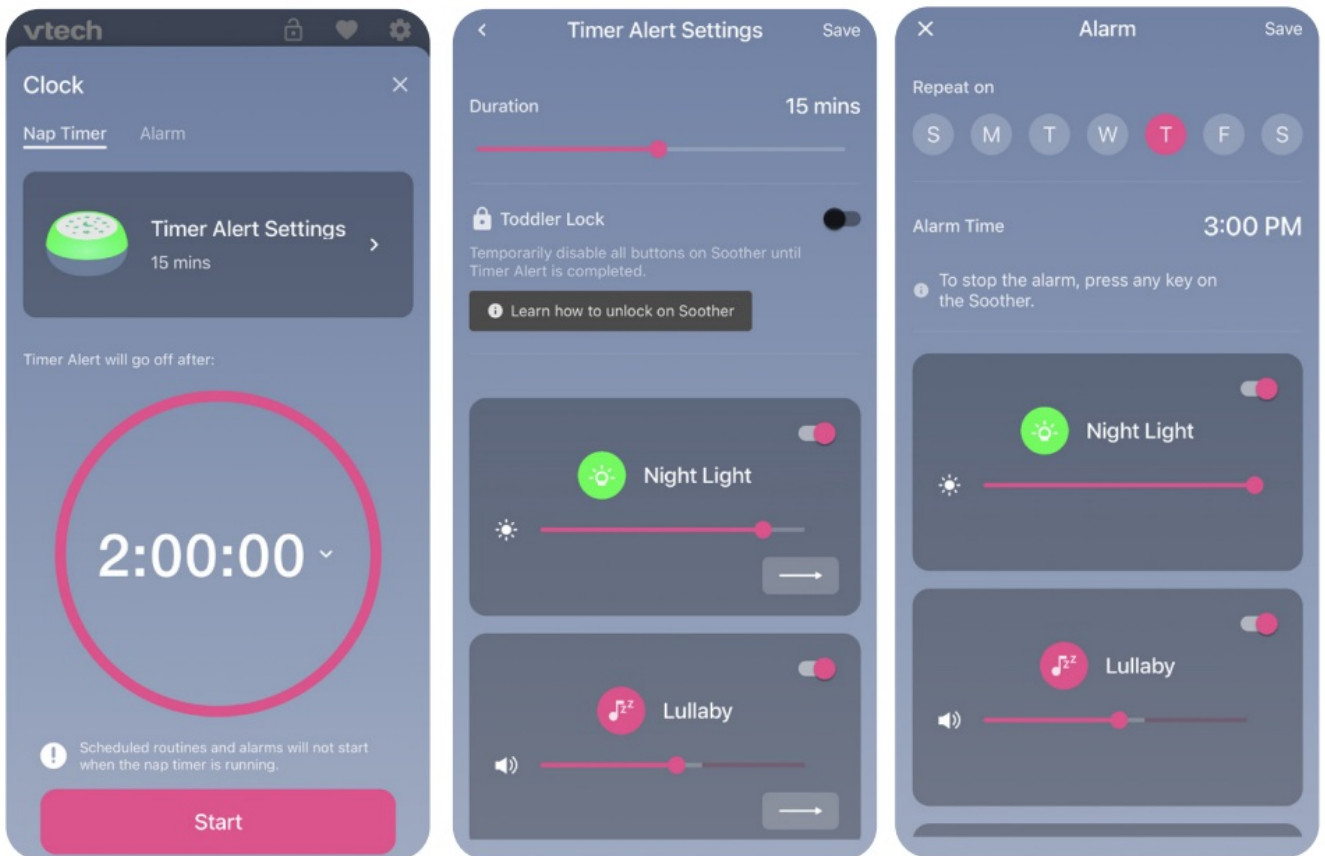 vtech
Clock
Nap Timer Alarm
Timer Alert Settings
15 mins
Timer Alert will go off after:
2:00:00
Scheduled routines and alarms will not start
when the nap timer is running.
Start
Timer Alert Settings Save
Duration 15 mins
Toddler Lock
Temporarily disable all buttons on Soother until
Timer Alert is completed.
Learn how to unlock on Soother
Night Light
Lullaby
Alarm Save
Repeat on
S M T W T F S
Alarm Time 3:00 PM
To stop the alarm, press any key on
the Soother.
Night Light
Lullaby